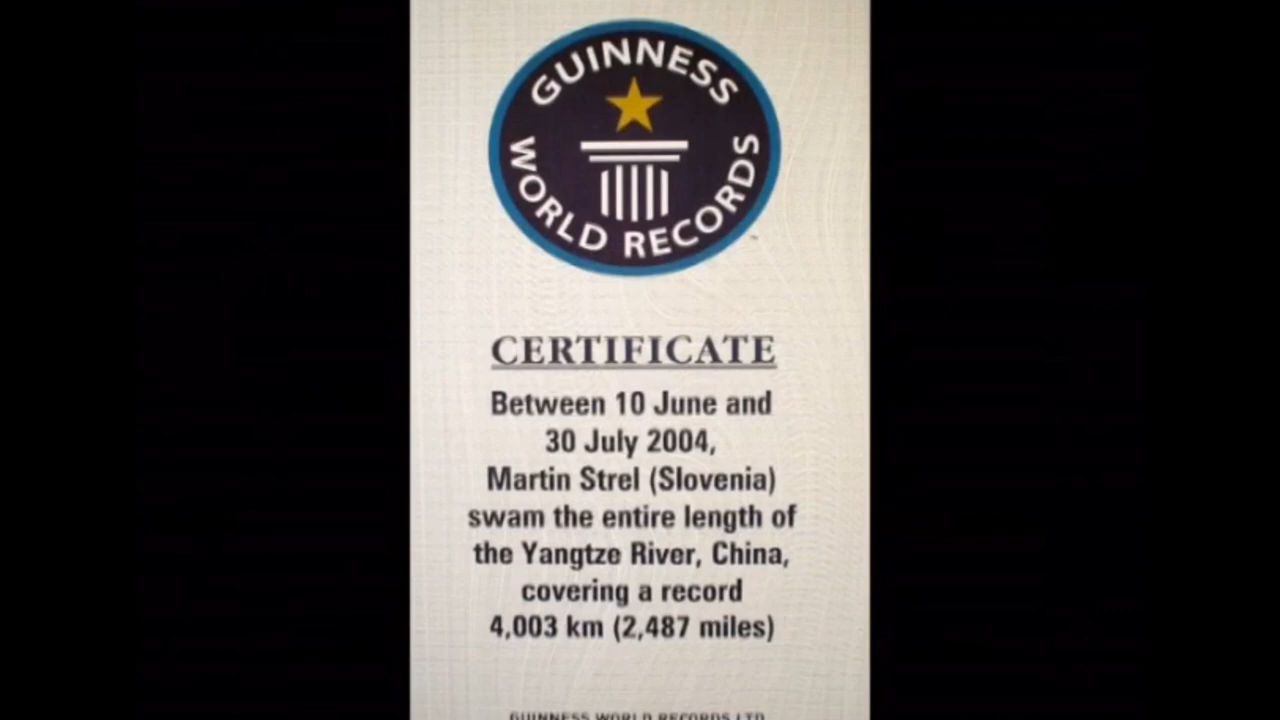 GUINNESS
WORLD RECORDS
CERTIFICATE
Between 10 June and
30 July 2004,
Martin Strel (Slovenia)
swam the entire length of
the Yangtze River, China,
covering a record
4,003 km (2,487 miles)
GUINNESS WORLD RECORDS LTD